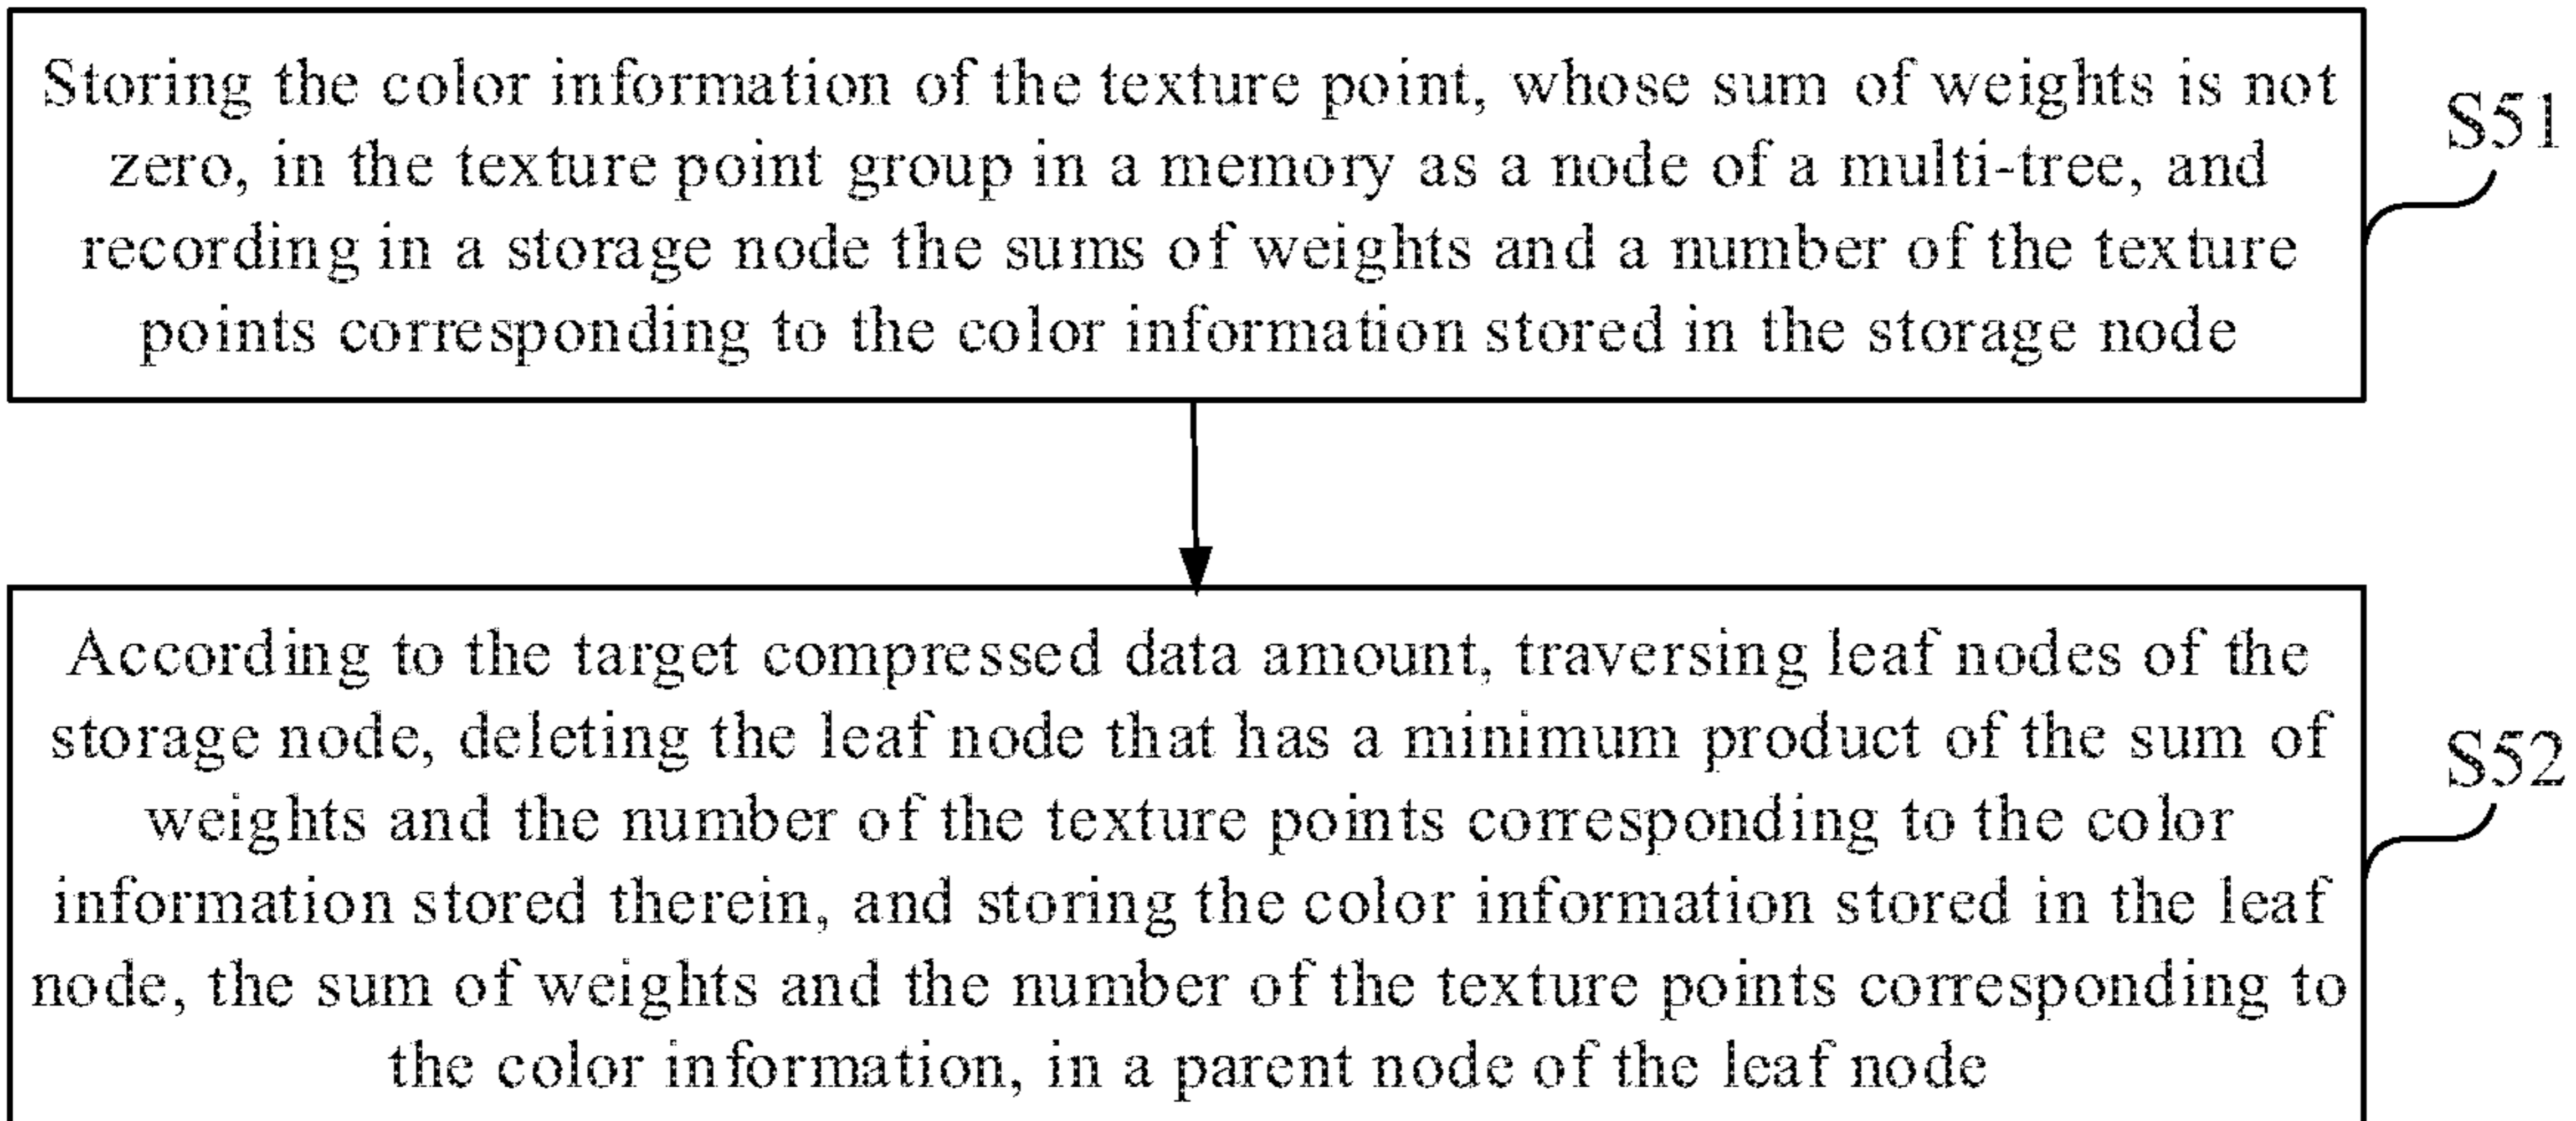 Storing the color information of the texture point, whose sum of weights is not
zero, in the texture point group in a memory as a node of a multi-tree, and
recording in a storage node the sums of weights and a number of the texture
points corresponding to the color information stored in the storage node
S51
According to the target compressed data amount, traversing leaf nodes of the
storage node, deleting the leaf node that has a minimum product of the sum of
weights and the number of the texture points corresponding to the color
information stored therein, and storing the color information stored in the leaf
node, the sum of weights and the number of the texture points corresponding to
the color information, in a parent node of the leaf node
S52